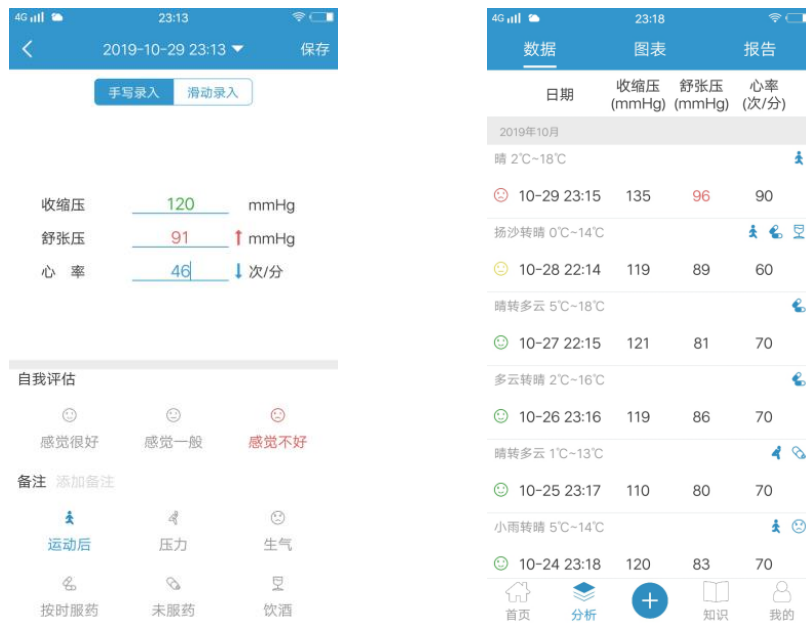 4G 23:13
2019-10-29 23:13 保存
手写录入 滑动录入
收缩压 120 mmHg
舒张压 91 mmHg
心 率 46 次/分
自我评估
感觉很好 感觉一般 感觉不好
备注 添加备注
运动后 压力 生气
按时服药 未服药 饮酒
4G 23:18
数据 图表 报告
日期 收缩压 (mmHg) 舒张压 (mmHg) 心率 (次/分)
2019年10月
晴 2℃~18℃
10-29 23:15 135 96 90
扬沙转晴 0℃~14℃
10-28 22:14 119 89 60
晴转多云 5℃~18℃
10-27 22:15 121 81 70
多云转晴 2℃~16℃
10-26 23:16 119 86 70
晴转多云 1℃~13℃
10-25 23:17 110 80 70
小雨转晴 5℃~14℃
10-24 23:18 120 83 70
首页 分析 知识 我的